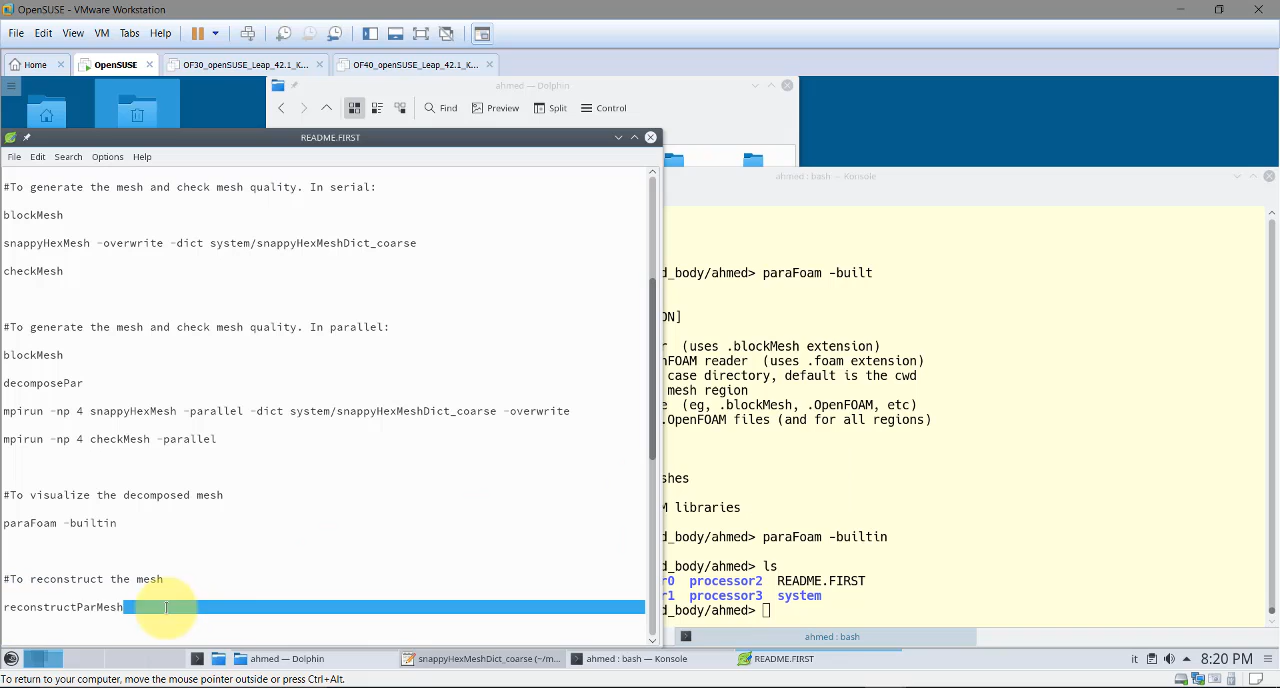 OpenSUSE - VMware Workstation
File Edit View VM Tabs Help
Home OpenSUSE OF30_openSUSE_Leap_42.1_K... OF40_openSUSE_Leap_42.1_K...
ahmed — Dolphin
Find Preview Split Control
README.FIRST
File Edit Search Options Help
#To generate the mesh and check mesh quality. In serial:
blockMesh
snappyHexMesh -overwrite -dict system/snappyHexMeshDict_coarse
checkMesh
#To generate the mesh and check mesh quality. In parallel:
blockMesh
decomposePar
mpirun -np 4 snappyHexMesh -parallel -dict system/snappyHexMeshDict_coarse -overwrite
mpirun -np 4 checkMesh -parallel
#To visualize the decomposed mesh
paraFoam -builtin
#To reconstruct the mesh
reconstructParMesh
ahmed : bash — Konsole
d_body/ahmed> paraFoam -built
ON]
r (uses .blockMesh extension)
nFOAM reader (uses .foam extension)
case directory, default is the cwd
mesh region
e (eg, .blockMesh, .OpenFOAM, etc)
.OpenFOAM files (and for all regions)
shes
M libraries
d_body/ahmed> paraFoam -builtin
d_body/ahmed> ls
r0 processor2 README.FIRST
r1 processor3 system
d_body/ahmed>
ahmed : bash
ahmed — Dolphin snappyHexMeshDict_coarse (~/m... ahmed : bash — Konsole README.FIRST it 8:20 PM
To return to your computer, move the mouse pointer outside or press Ctrl+Alt.